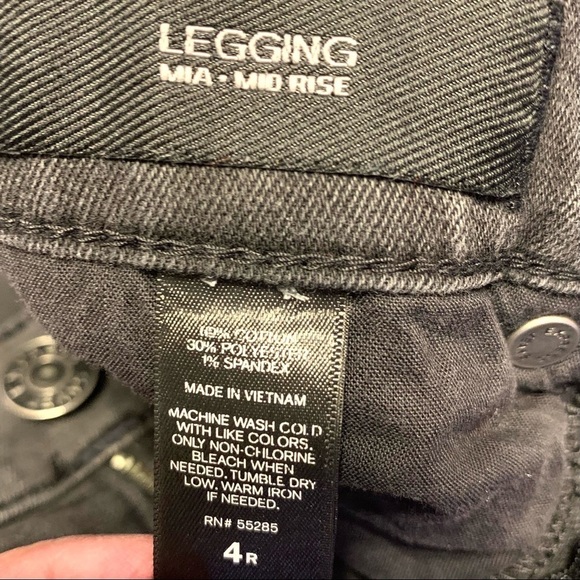 LEGGING
MIA • MID RISE
69% COTTON
30% POLYESTER
1% SPANDEX
MADE IN VIETNAM
MACHINE WASH COLD
WITH LIKE COLORS.
ONLY NON-CHLORINE
BLEACH WHEN
NEEDED. TUMBLE DRY
LOW. WARM IRON
IF NEEDED.
RN# 55285
4R